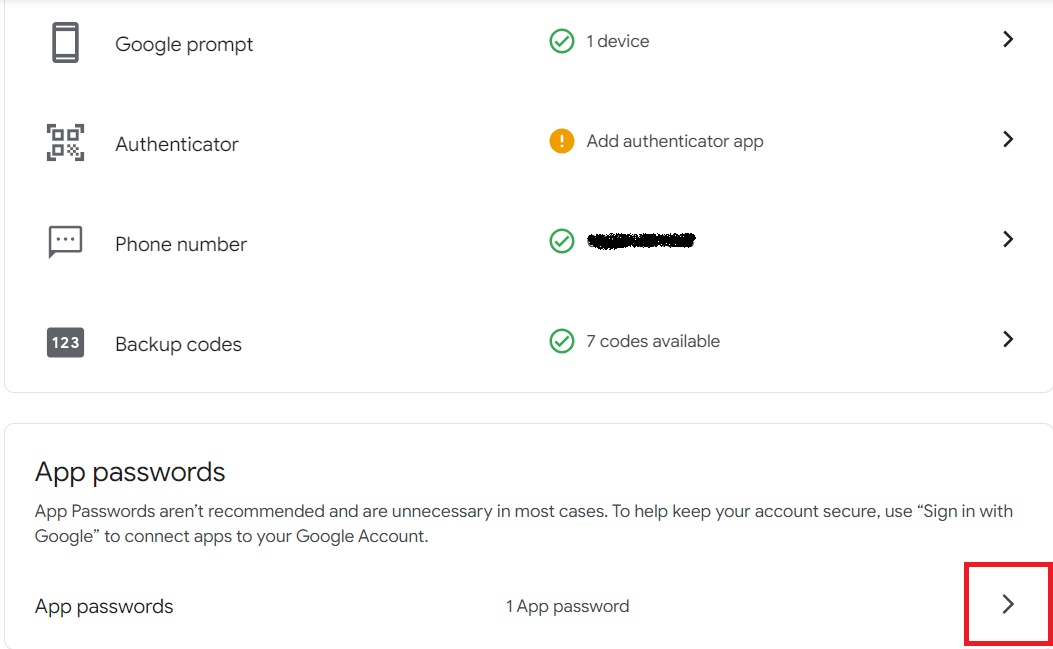 Google prompt
1 device
Authenticator
! Add authenticator app
Phone number
123
Backup codes
7 codes available
App passwords
App Passwords aren’t recommended and are unnecessary in most cases. To help keep your account secure, use “Sign in with
Google” to connect apps to your Google Account.
App passwords
1 App password